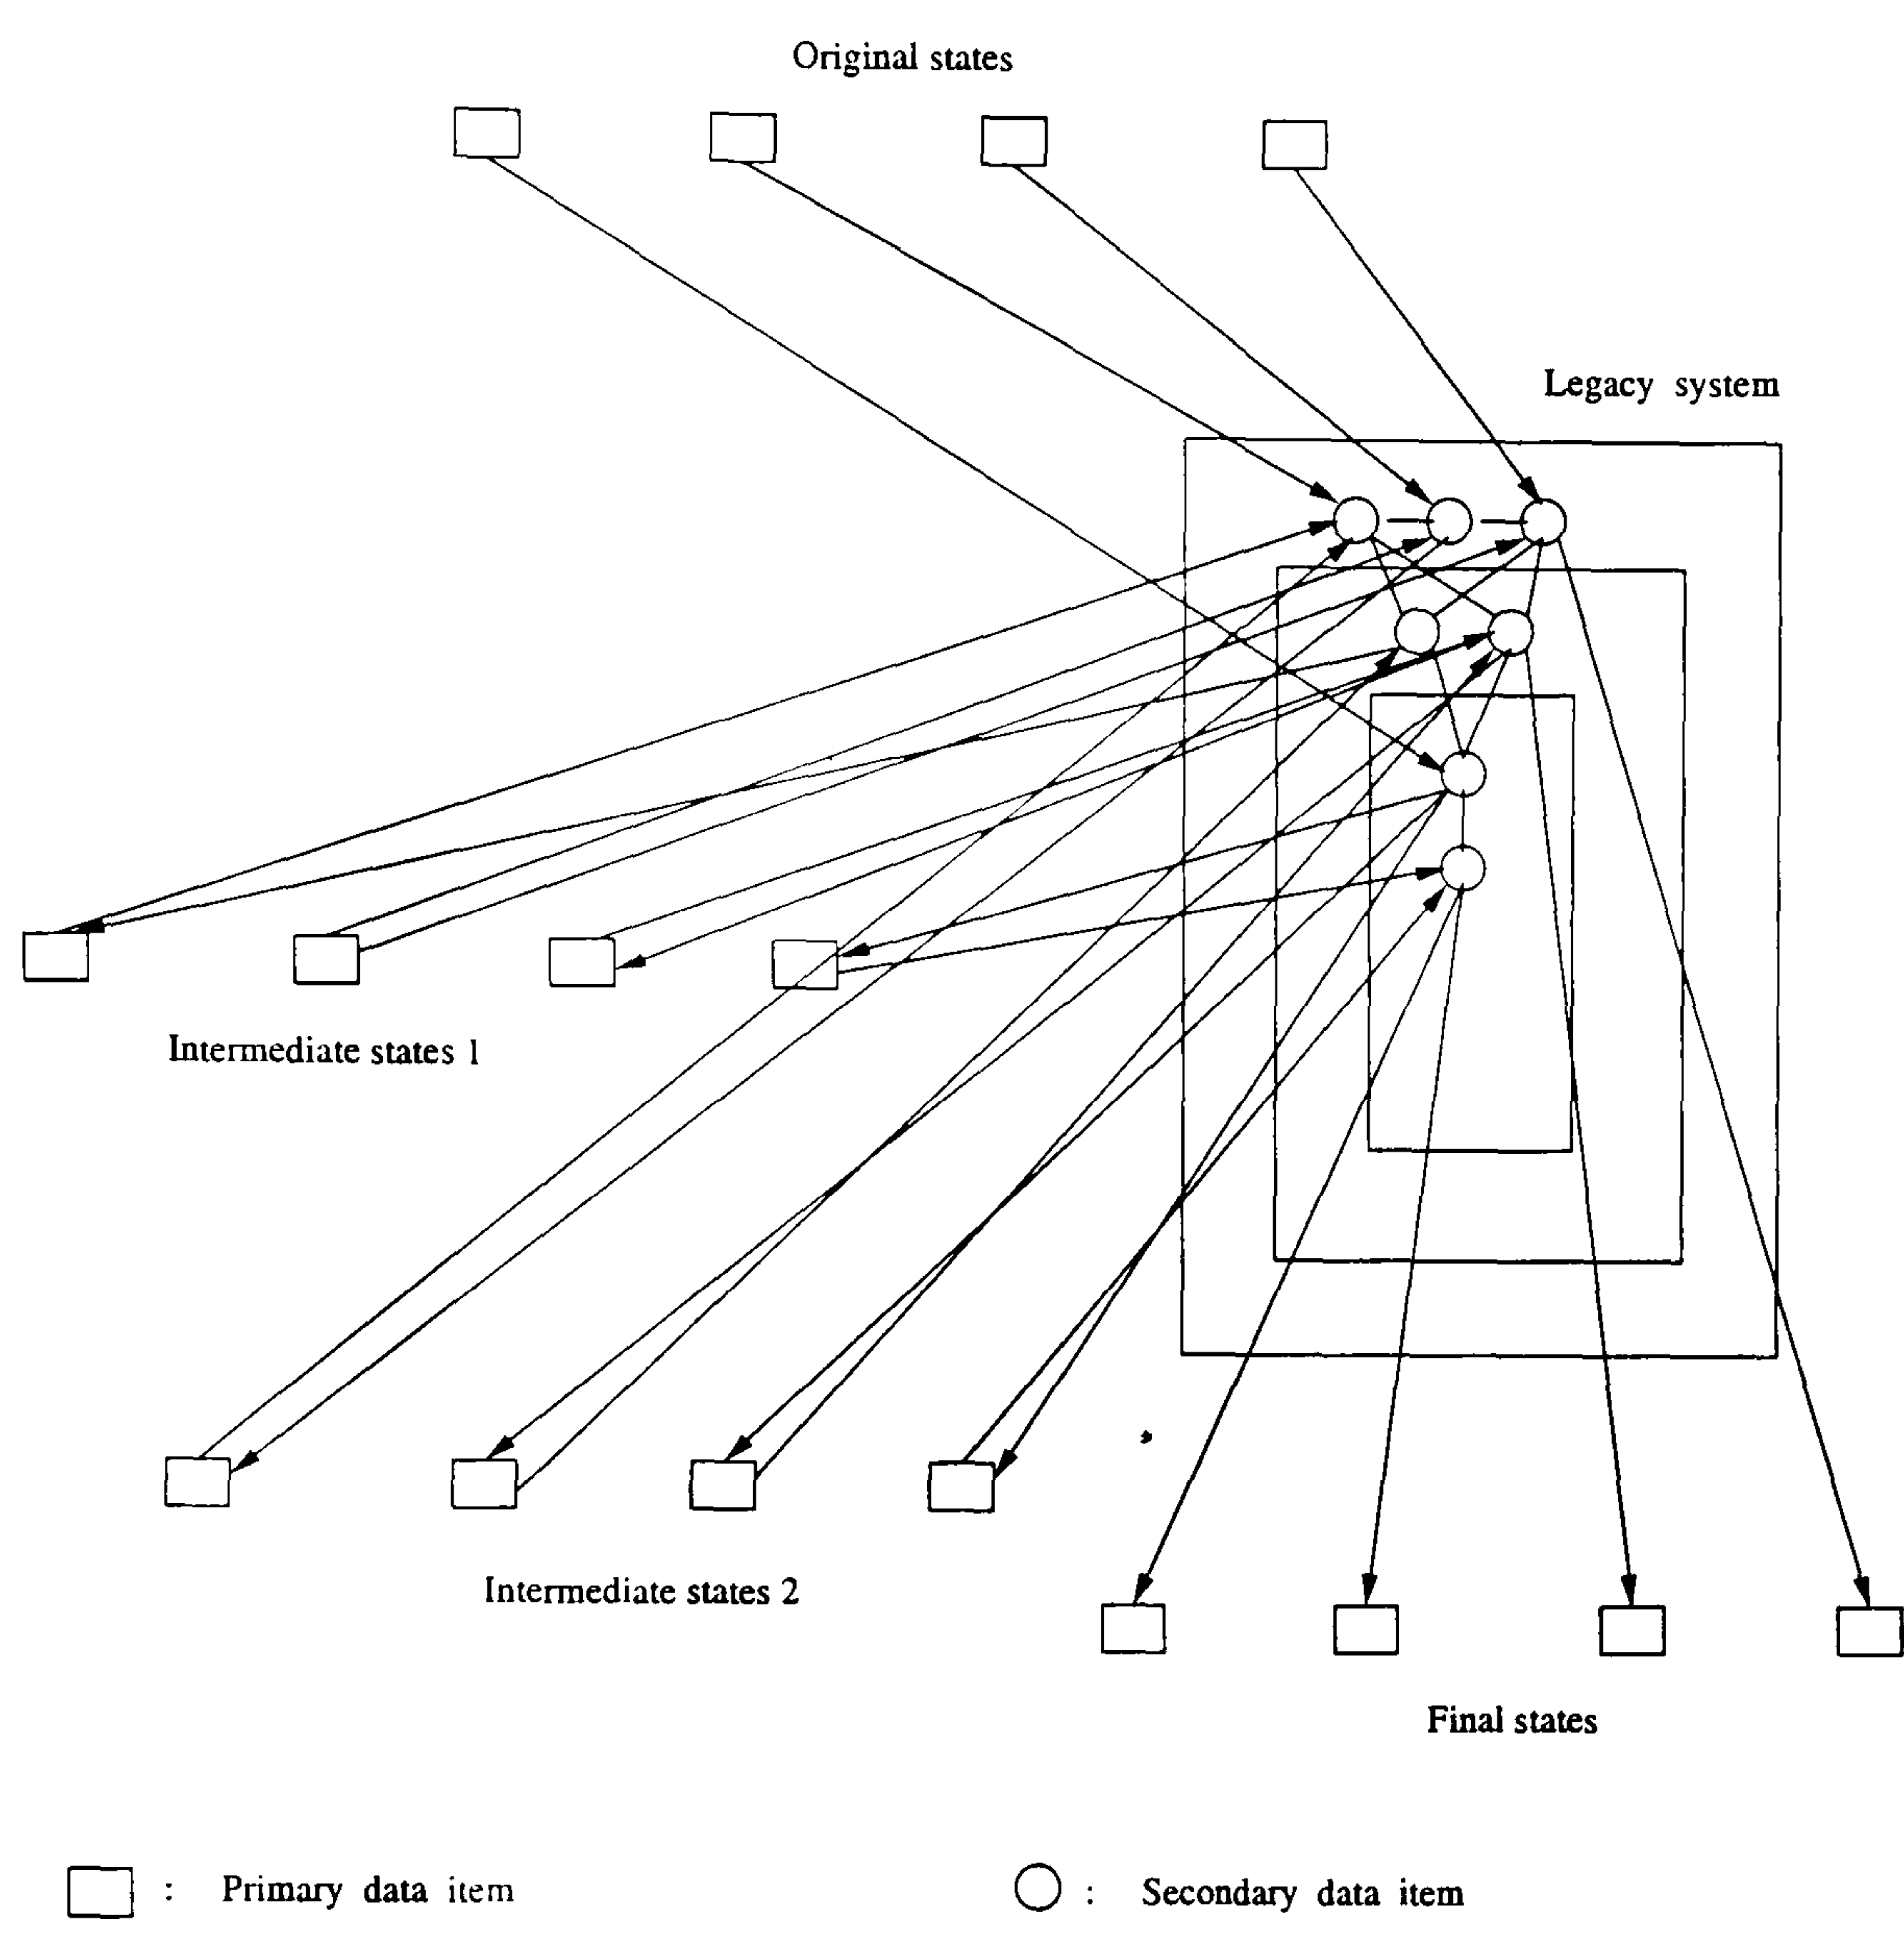 Original states
Legacy system
Intermediate states 1
Intermediate states 2
Final states
: Primary data item
: Secondary data item